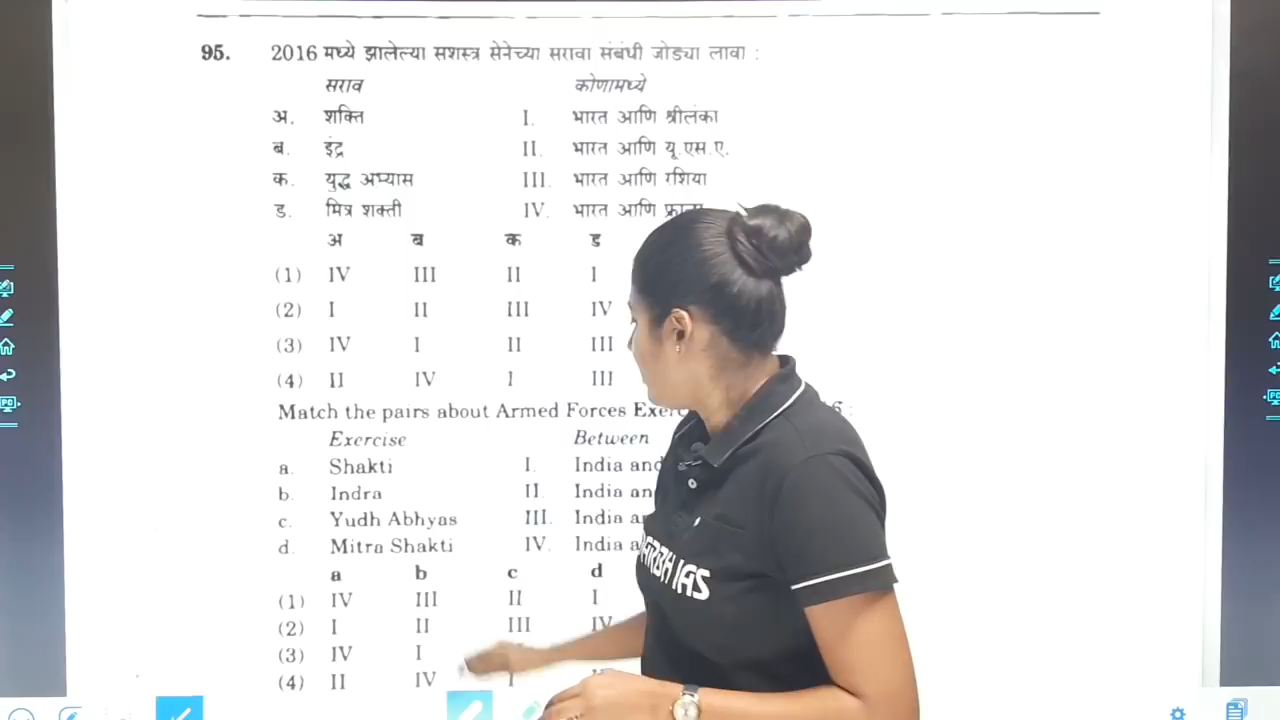 95. 2016 मध्ये झालेल्या सशस्त्र सेनेच्या सरावा संबंधी जोड्या लावा :
सराव कोणामध्ये
अ. शक्ति I. भारत आणि श्रीलंका
ब. इंद्र II. भारत आणि यू.एस.ए.
क. युद्ध अभ्यास III. भारत आणि रशिया
ड. मित्र शक्ती IV. भारत आणि
अ ब क ड
(1) IV III II I
(2) I II III IV
(3) IV I II III
(4) II IV I III
Match the pairs about Armed Forces
Exercise Between
a. Shakti I. India and
b. Indra II. India
c. Yudh Abhyas III. India
d. Mitra Shakti IV. India
a b c d
(1) IV III II I
(2) I II III IV
(3) IV I
(4) II IV I
IAS